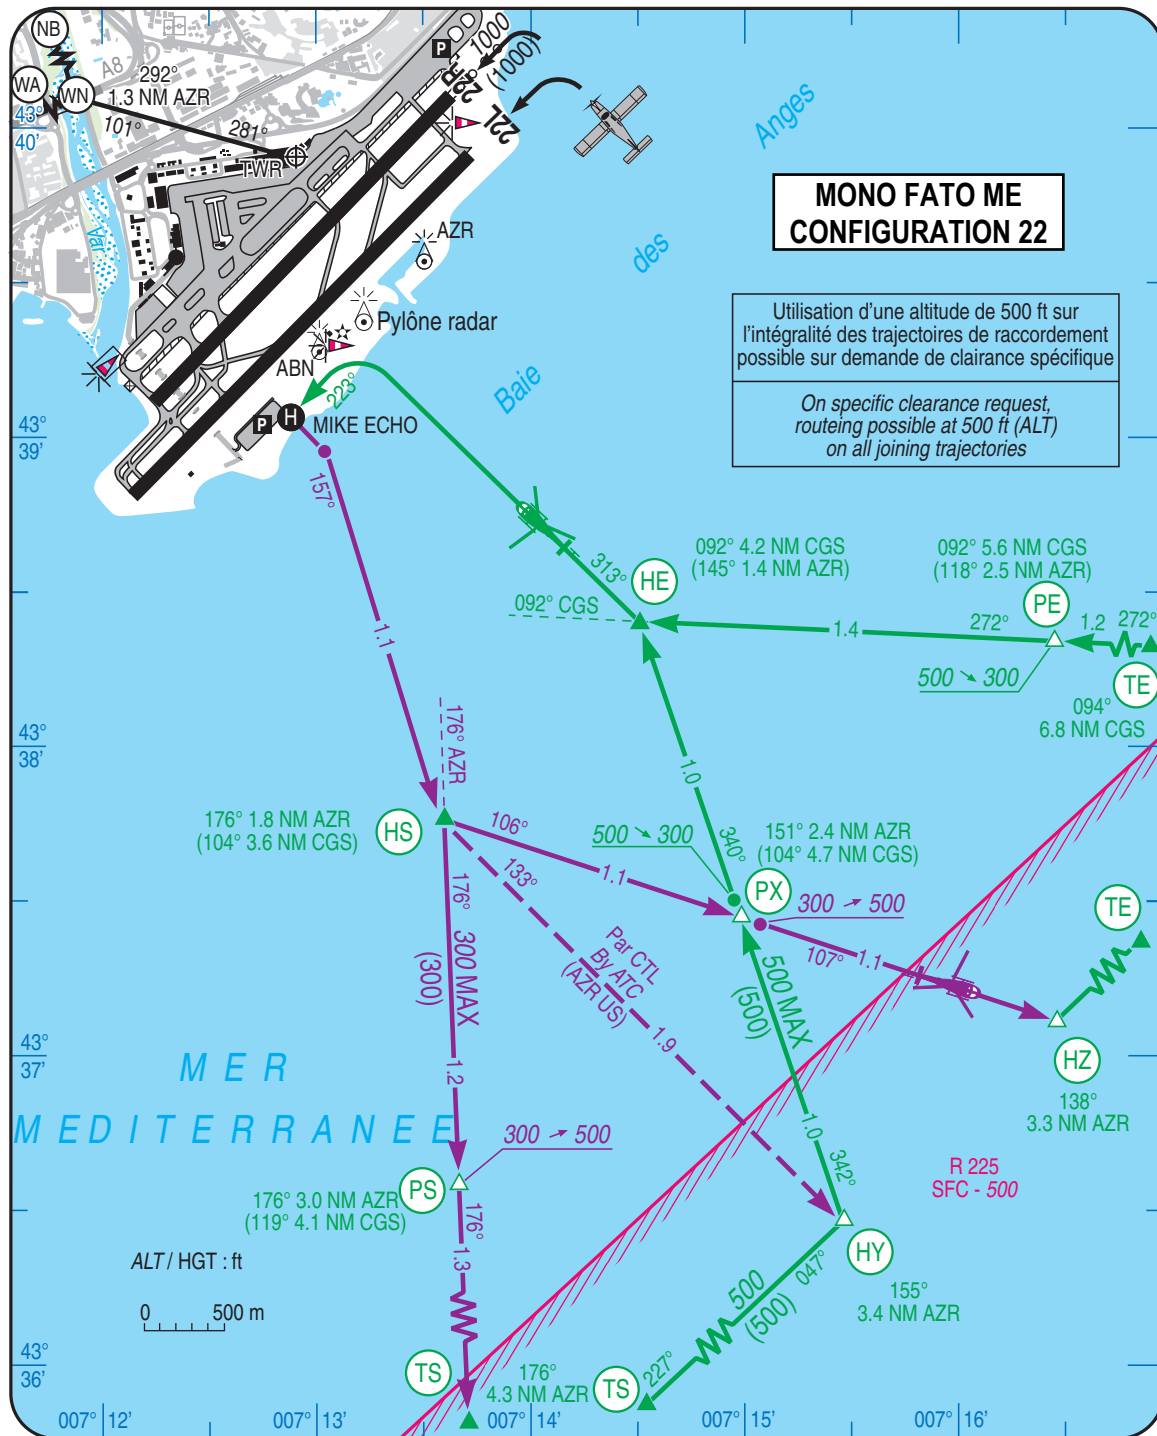 NB
WA
WN
A8
292°
1.3 NM AZR
101°
281°
TWR
Var
P
22R
1000
(1000)
22L
43°
40'
Anges
des
Baie
MONO FATO ME
CONFIGURATION 22
AZR
Pylône radar
ABN
Utilisation d'une altitude de 500 ft sur
l'intégralité des trajectoires de raccordement
possible sur demande de clairance spécifique
On specific clearance request,
routeing possible at 500 ft (ALT)
on all joining trajectories
223°
H
P
MIKE ECHO
43°
39'
157°
313°
HE
092° 4.2 NM CGS
(145° 1.4 NM AZR)
092° 5.6 NM CGS
(118° 2.5 NM AZR)
PE
092° CGS
1.4
272°
1.2
272°
1.1
500 ➘ 300
TE
094°
6.8 NM CGS
43°
38'
176° AZR
1.0
176° 1.8 NM AZR
(104° 3.6 NM CGS)
HS
106°
500 ➘ 300
340°
151° 2.4 NM AZR
(104° 4.7 NM CGS)
133°
1.1
PX
300 ➚ 500
TE
176°
300 MAX
(300)
Par CTL
By ATC
(AZR US)
500 MAX
(500)
107°
1.1
1.9
1.2
43°
37'
HZ
138°
3.3 NM AZR
MER
MEDITERRANEE
300 ➚ 500
1.0
342°
R 225
SFC - 500
PS
176° 3.0 NM AZR
(119° 4.1 NM CGS)
176°
1.3
HY
155°
3.4 NM AZR
047°
500
(500)
ALT / HGT : ft
0 500 m
43°
36'
TS
176°
4.3 NM AZR
TS
227°
007° 12'
007° 13'
007° 14'
007° 15'
007° 16'